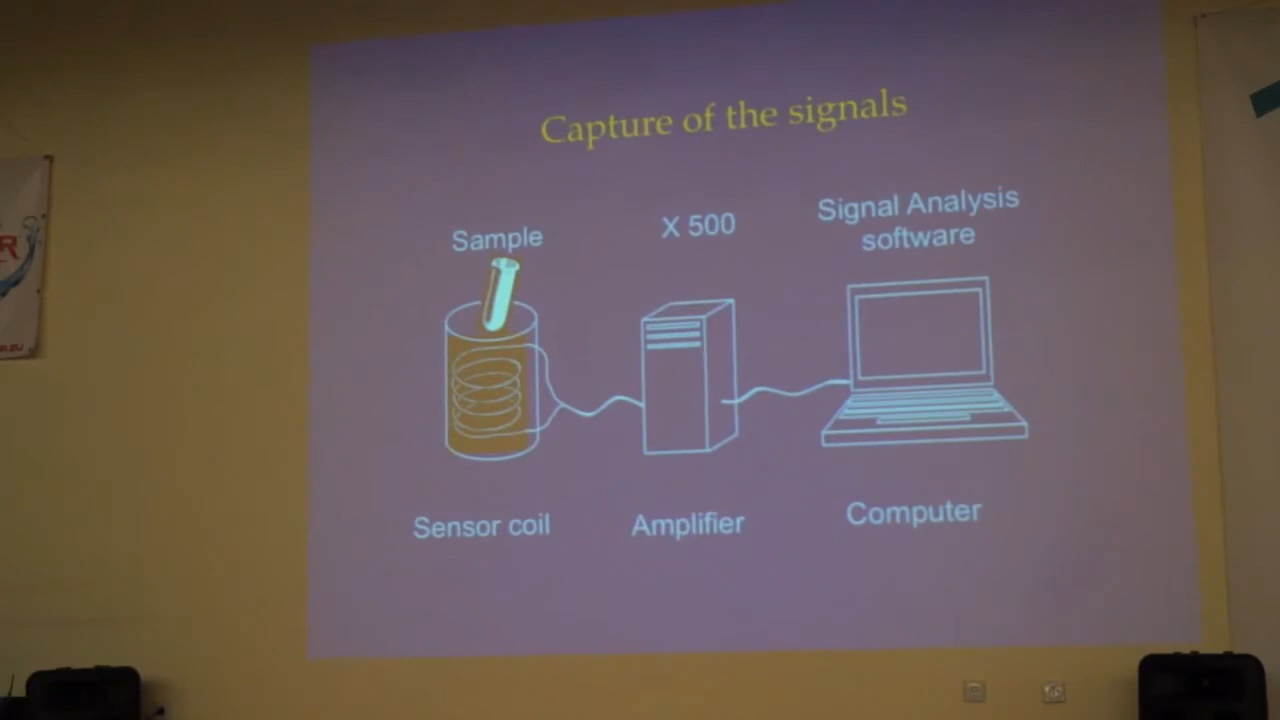 Capture of the signals
Sample
X 500
Signal Analysis
software
Sensor coil
Amplifier
Computer
R